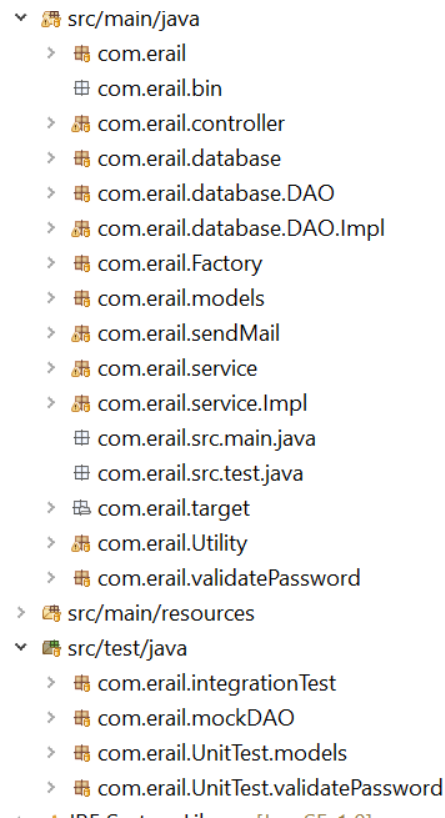 src/main/java
com.erail
com.erail.bin
com.erail.controller
com.erail.database
com.erail.database.DAO
com.erail.database.DAO.Impl
com.erail.Factory
com.erail.models
com.erail.sendMail
com.erail.service
com.erail.service.Impl
com.erail.src.main.java
com.erail.src.test.java
com.erail.target
com.erail.Utility
com.erail.validatePassword
src/main/resources
src/test/java
com.erail.integrationTest
com.erail.mockDAO
com.erail.UnitTest.models
com.erail.UnitTest.validatePassword